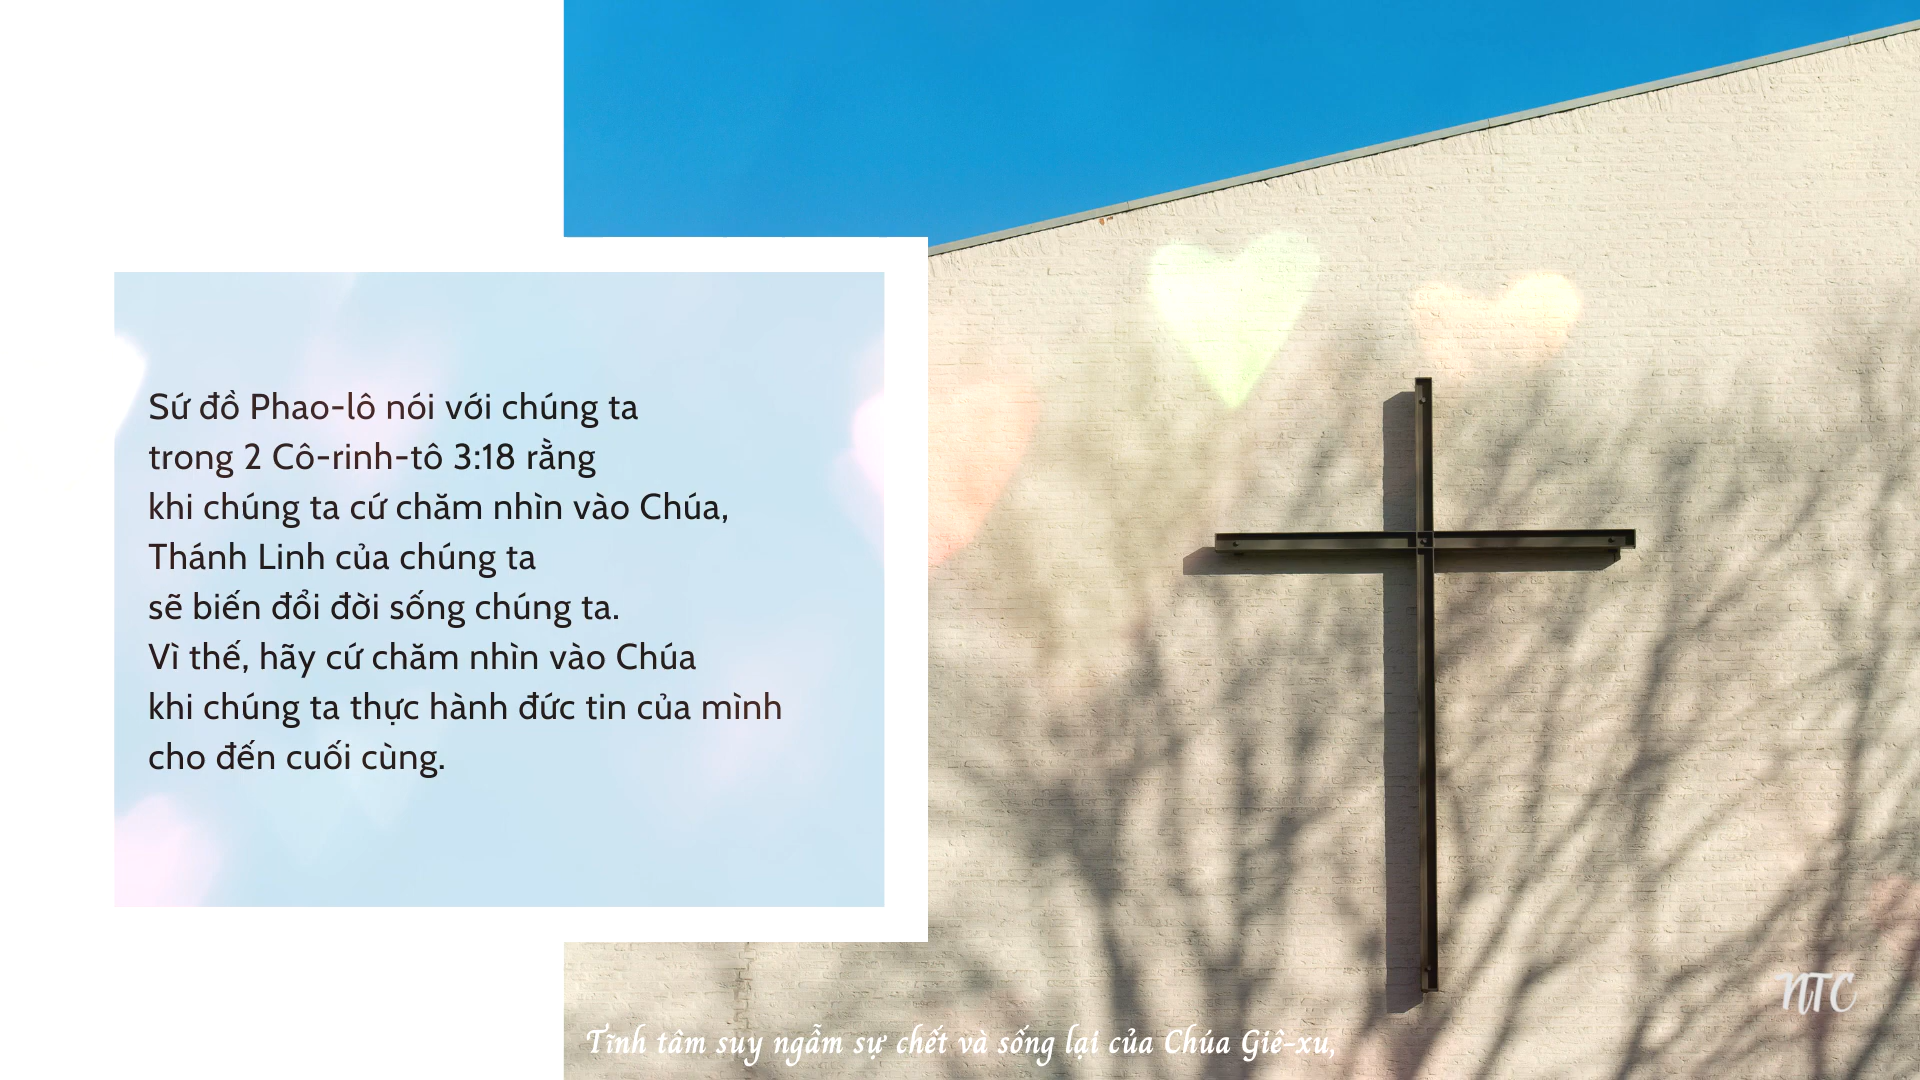 Sứ đồ Phao-lô nói với chúng ta
trong 2 Cô-rinh-tô 3:18 rằng
khi chúng ta cứ chăm nhìn vào Chúa,
Thánh Linh của chúng ta
sẽ biến đổi đời sống chúng ta.
Vì thế, hãy cứ chăm nhìn vào Chúa
khi chúng ta thực hành đức tin của mình
cho đến cuối cùng.
NTC
Tĩnh tâm suy ngẫm sự chết và sống lại của Chúa Giê-xu,